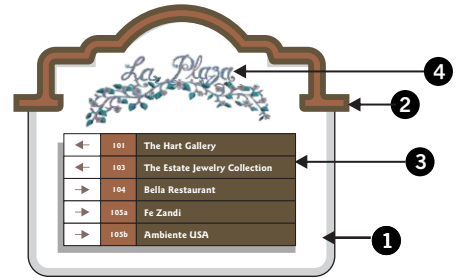 La Plaza
4
2
← 101 The Hart Gallery
← 103 The Estate Jewelry Collection
3
→ 104 Bella Restaurant
→ 105a Fe Zandi
→ 105b Ambiente USA
1